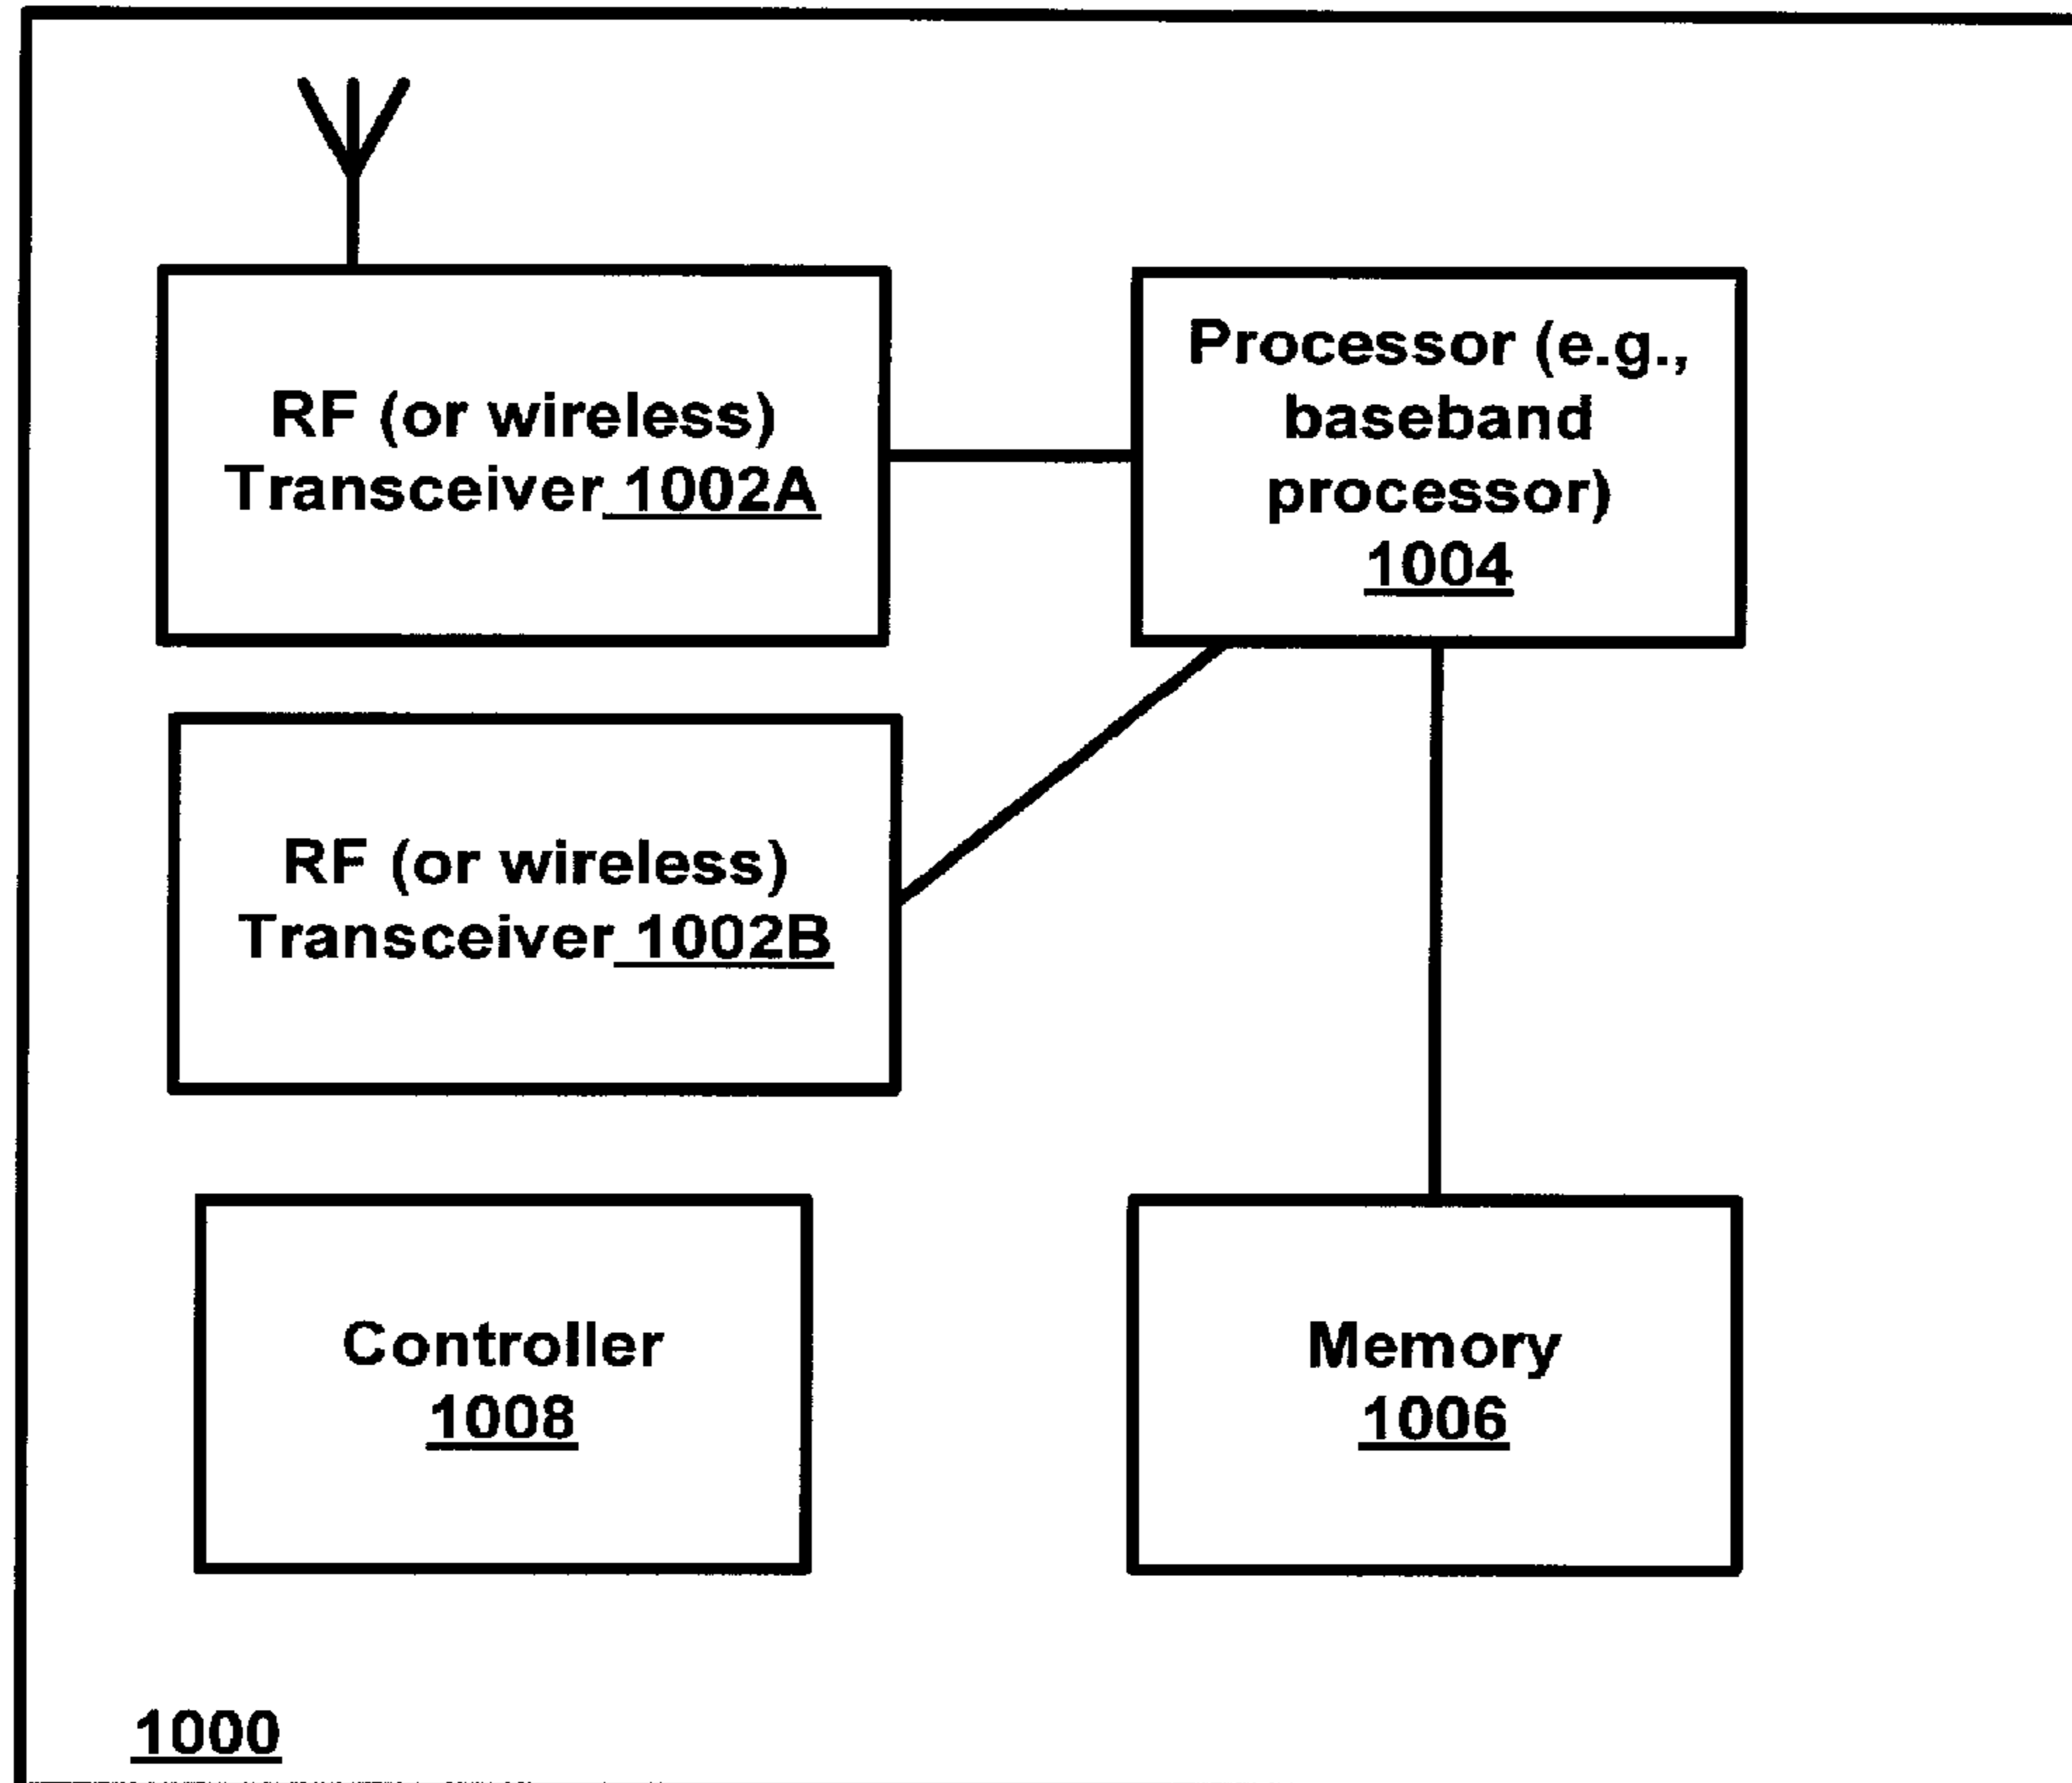 RF (or wireless)
Transceiver 1002A
Processor (e.g.,
baseband
processor)
1004
RF (or wireless)
Transceiver 1002B
Controller
1008
Memory
1006
1000